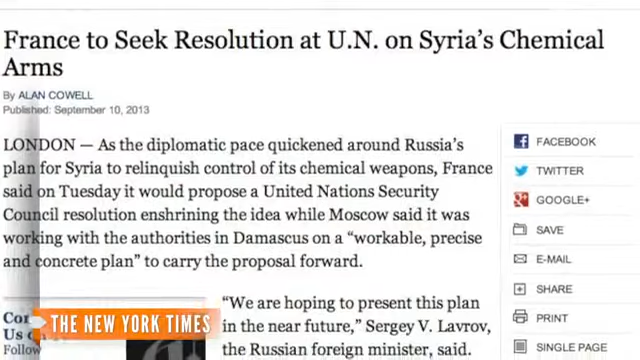 France to Seek Resolution at U.N. on Syria's Chemical
Arms
By ALAN COWELL
Published: September 10, 2013
LONDON — As the diplomatic pace quickened around Russia's
plan for Syria to relinquish control of its chemical weapons, France
said on Tuesday it would propose a United Nations Security
Council resolution enshrining the idea while Moscow said it was
working with the authorities in Damascus on a “workable, precise
and concrete plan” to carry the proposal forward.
“We are hoping to present this plan
in the near future,” Sergey V. Lavrov,
the Russian foreign minister, said.
Us
Follow
THE NEW YORK TIMES
FACEBOOK
TWITTER
GOOGLE+
SAVE
E-MAIL
SHARE
PRINT
SINGLE PAGE